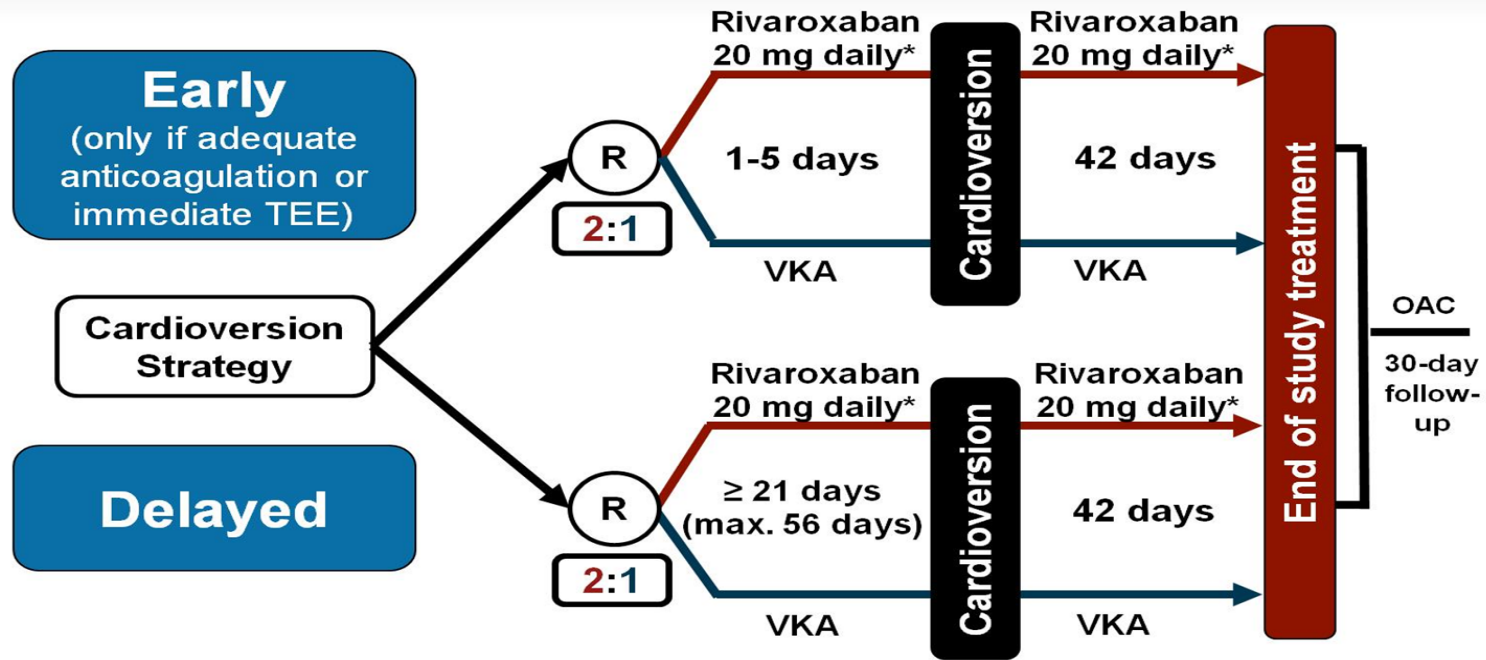 Early
(only if adequate
anticoagulation or
immediate TEE)
Cardioversion
Strategy
Delayed
R
2:1
Rivaroxaban
20 mg daily*
1-5 days
VKA
Cardioversion
Rivaroxaban
20 mg daily*
42 days
VKA
R
2:1
Rivaroxaban
20 mg daily*
≥ 21 days
(max. 56 days)
VKA
Cardioversion
Rivaroxaban
20 mg daily*
42 days
VKA
End of study treatment
OAC
30-day
follow-
up